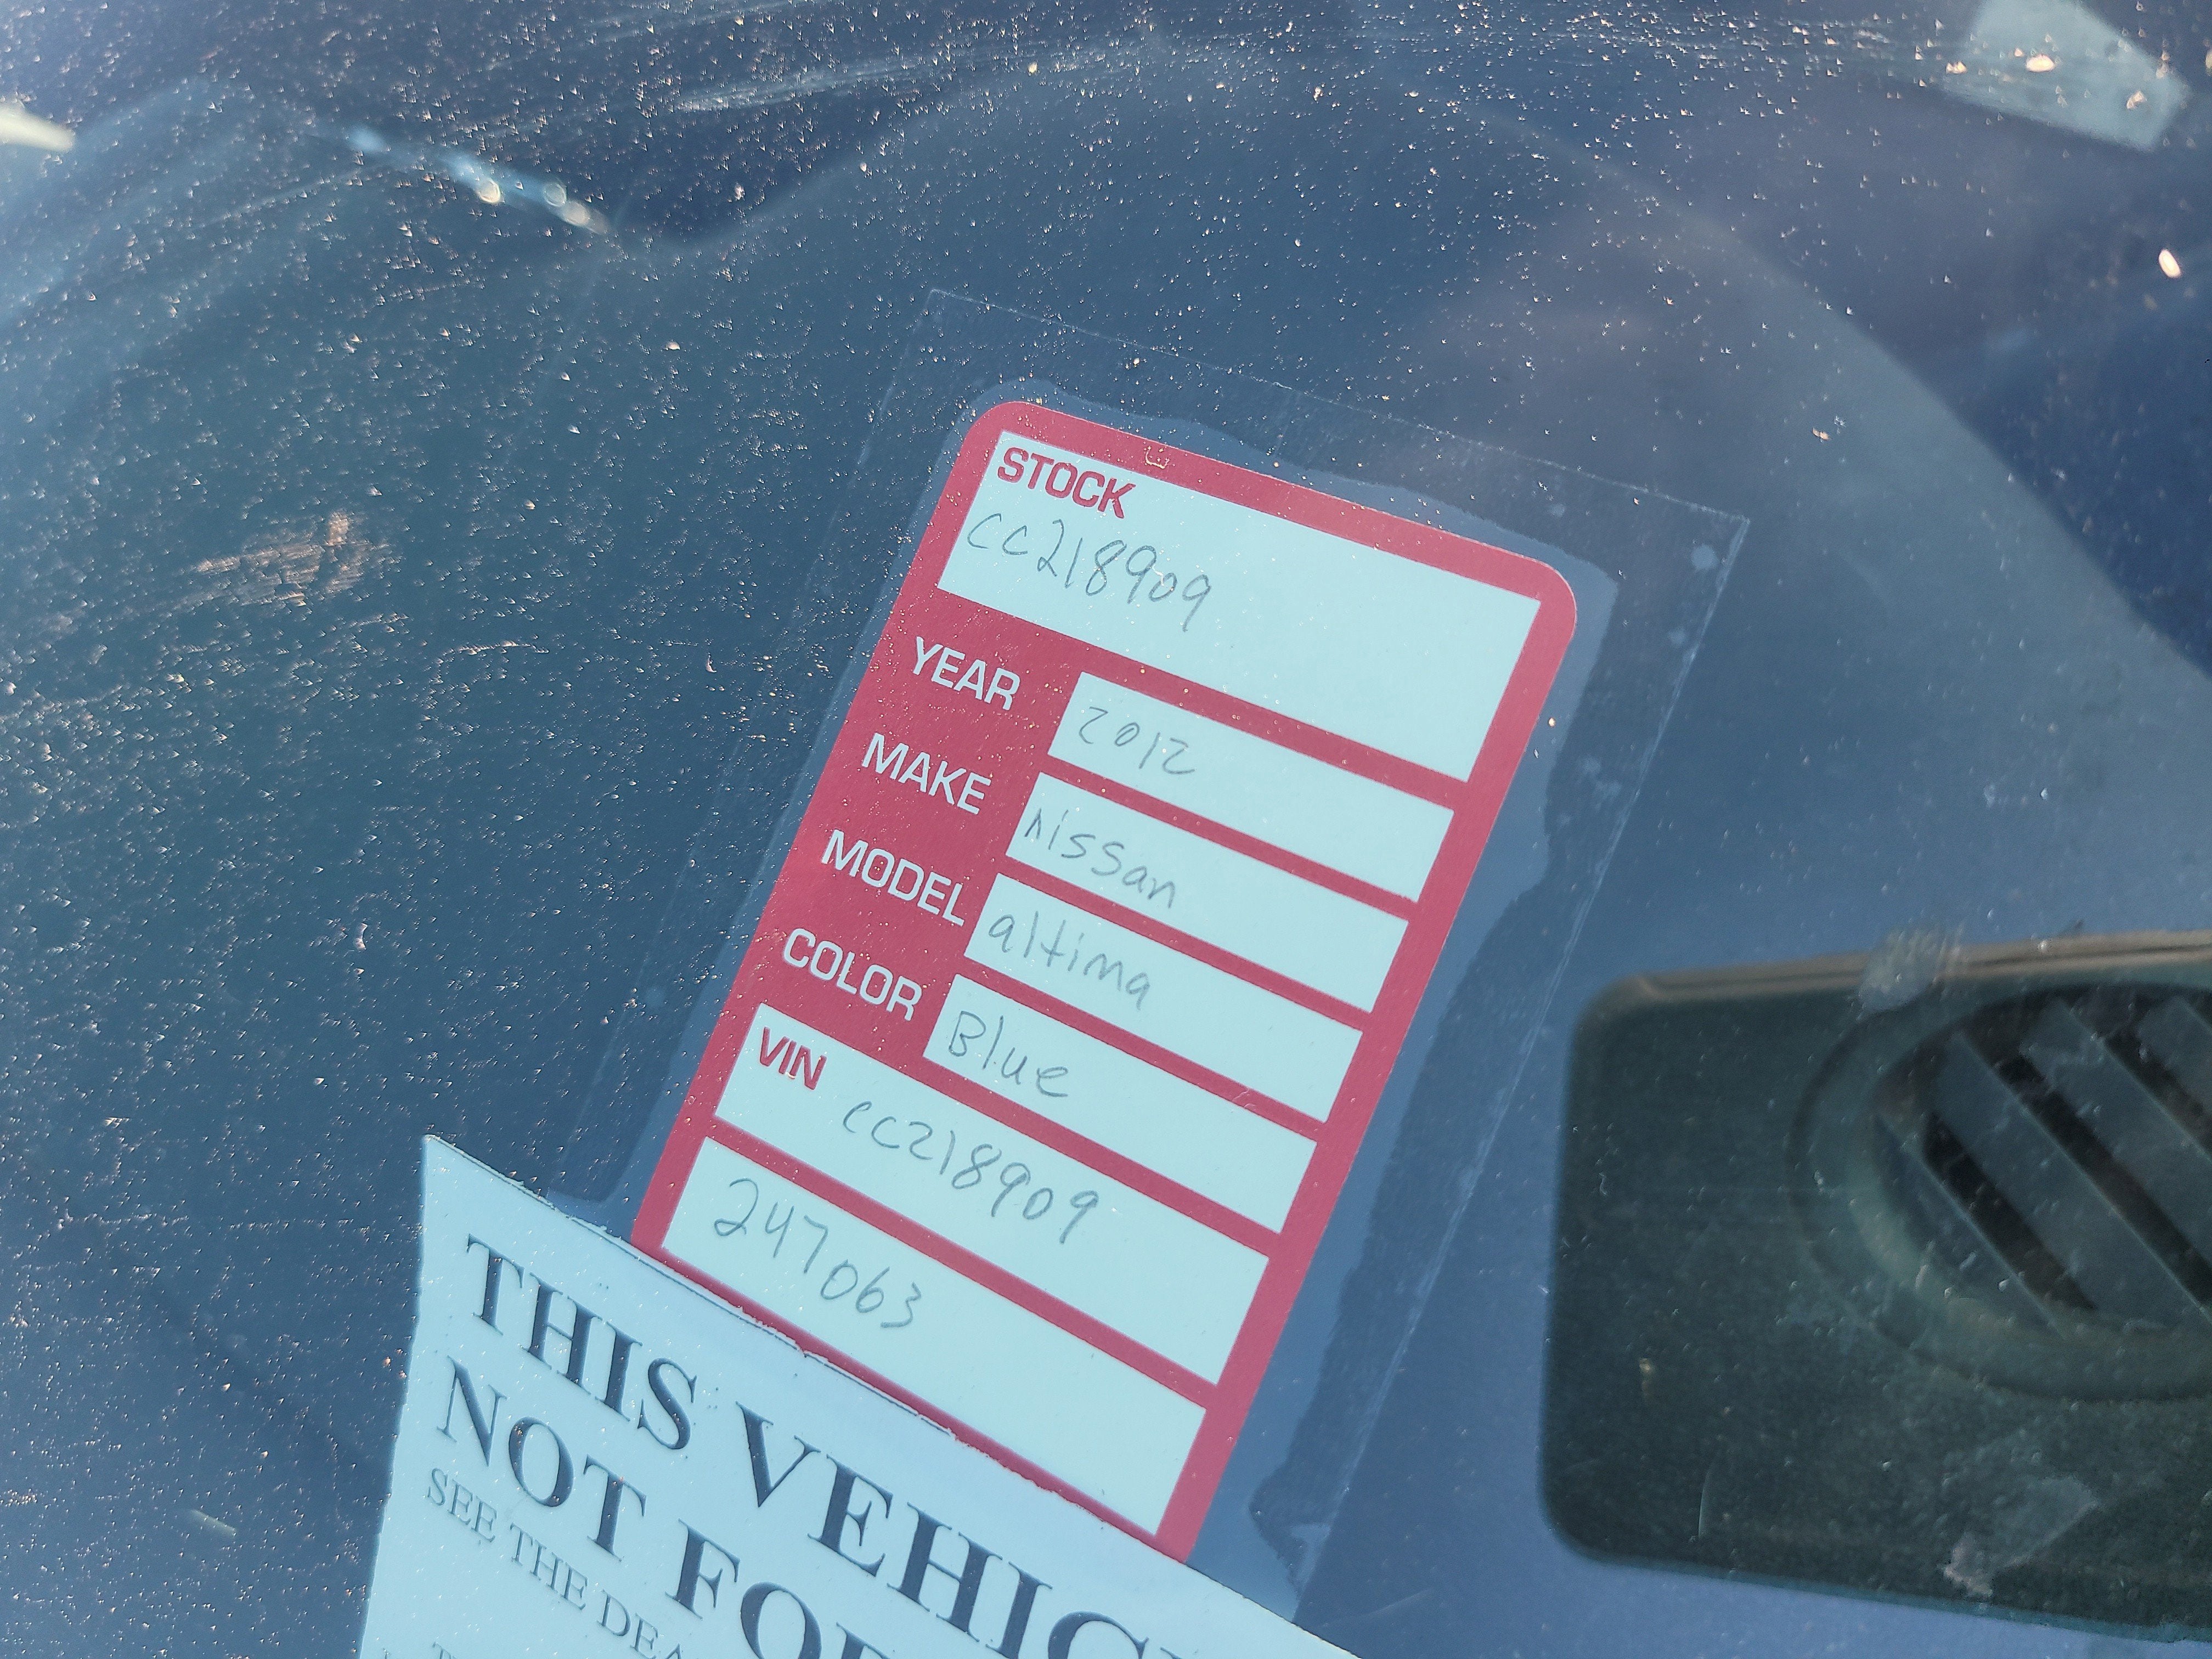 STOCK
CC218909
YEAR 2012
MAKE nissan
MODEL altima
COLOR Blue
VIN CC218909
247063
THIS VEHIC
NOT FOR
SEE THE DEA